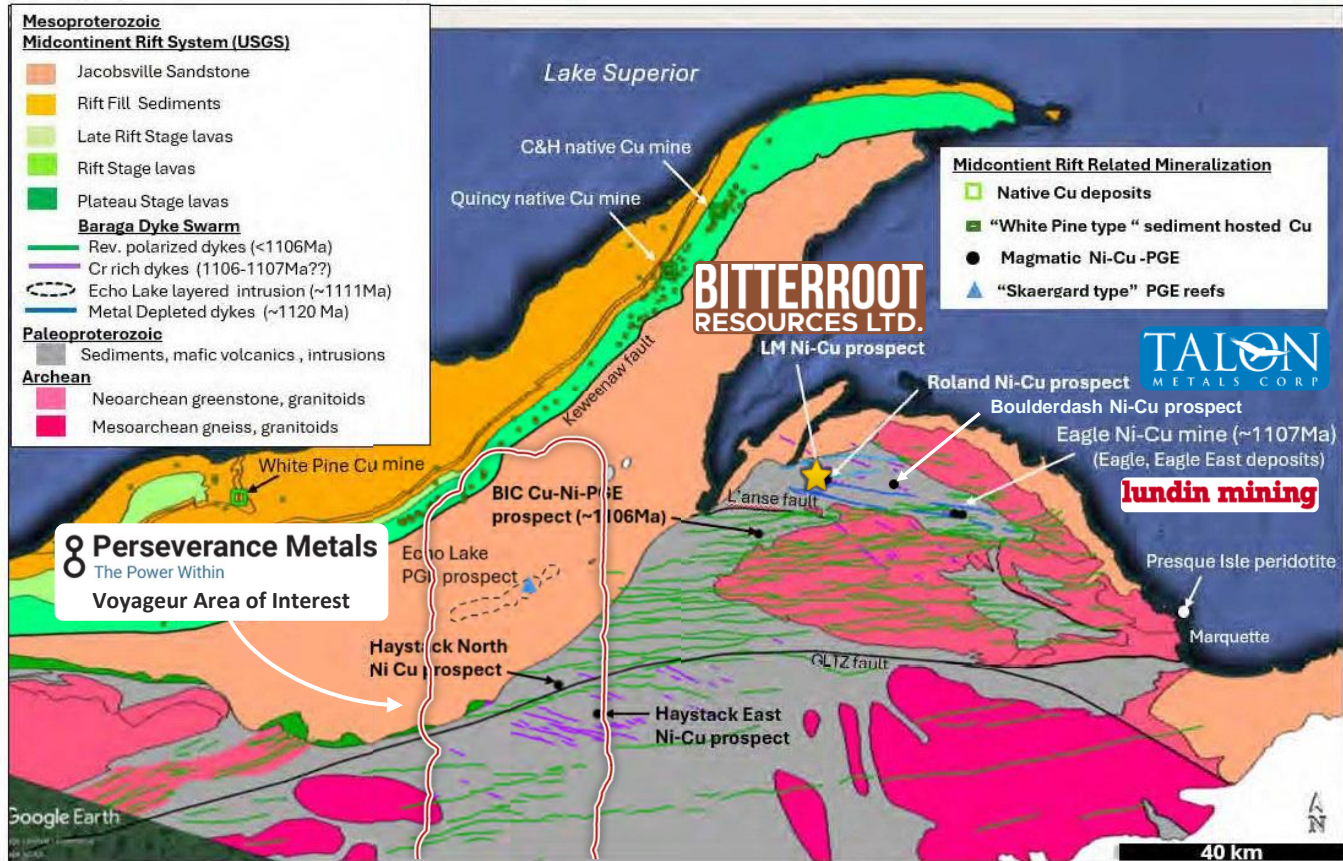 Mesoproterozoic
Midcontinent Rift System (USGS)
Jacobsville Sandstone
Rift Fill Sediments
Late Rift Stage lavas
Rift Stage lavas
Plateau Stage lavas
Baraga Dyke Swarm
Rev. polarized dykes (<1106Ma)
Cr rich dykes (1106-1107Ma??)
Echo Lake layered intrusion (~1111Ma)
Metal Depleted dykes (~1120 Ma)
Paleoproterozoic
Sediments, mafic volcanics , intrusions
Archean
Neoarchean greenstone, granitoids
Mesoarchean gneiss, granitoids
Lake Superior
C&H native Cu mine
Quincy native Cu mine
Midcontient Rift Related Mineralization
Native Cu deposits
"White Pine type " sediment hosted Cu
Magmatic Ni-Cu -PGE
"Skaergard type" PGE reefs
BITTERROOT
RESOURCES LTD.
LM Ni-Cu prospect
TALON
METALS CORP
Roland Ni-Cu prospect
Boulderdash Ni-Cu prospect
Eagle Ni-Cu mine (~1107Ma)
(Eagle, Eagle East deposits)
lundin mining
Keweenaw fault
White Pine Cu mine
BIC Cu-Ni-PGE
prospect (~1106Ma)
L'anse fault
Perseverance Metals
The Power Within
Voyageur Area of Interest
Echo Lake
PGE prospect
Presque Isle peridotite
Marquette
Haystack North
Ni Cu prospect
GLTZ fault
Haystack East
Ni-Cu prospect
Google Earth
N
40 km